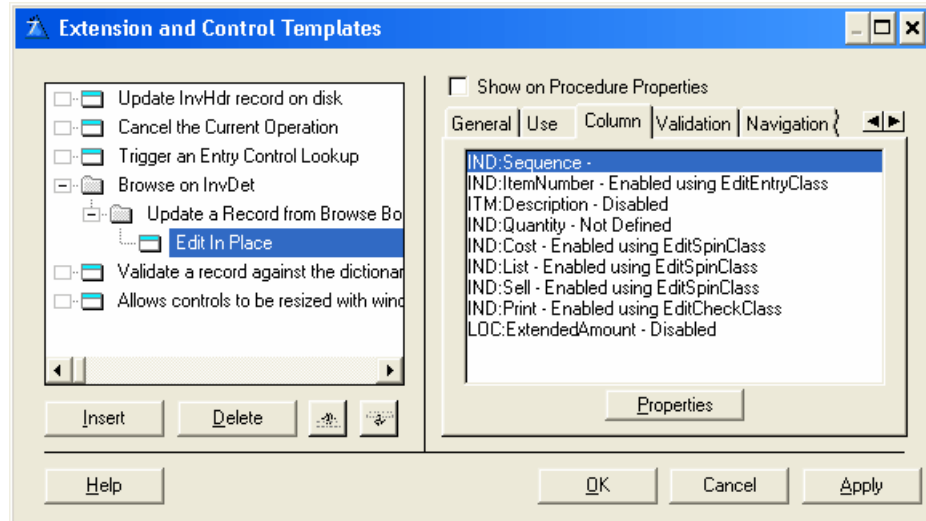 Extension and Control Templates
Update InvHdr record on disk
Cancel the Current Operation
Trigger an Entry Control Lookup
Browse on InvDet
Update a Record from Browse Bo
Edit In Place
Validate a record against the dictionar
Allows controls to be resized with wind
Insert
Delete
Show on Procedure Properties
General
Use
Column
Validation
Navigation
IND:Sequence -
IND:ItemNumber - Enabled using EditEntryClass
ITM:Description - Disabled
IND:Quantity - Not Defined
IND:Cost - Enabled using EditSpinClass
IND:List - Enabled using EditSpinClass
IND:Sell - Enabled using EditSpinClass
IND:Print - Enabled using EditCheckClass
LOC:ExtendedAmount - Disabled
Properties
Help
OK
Cancel
Apply